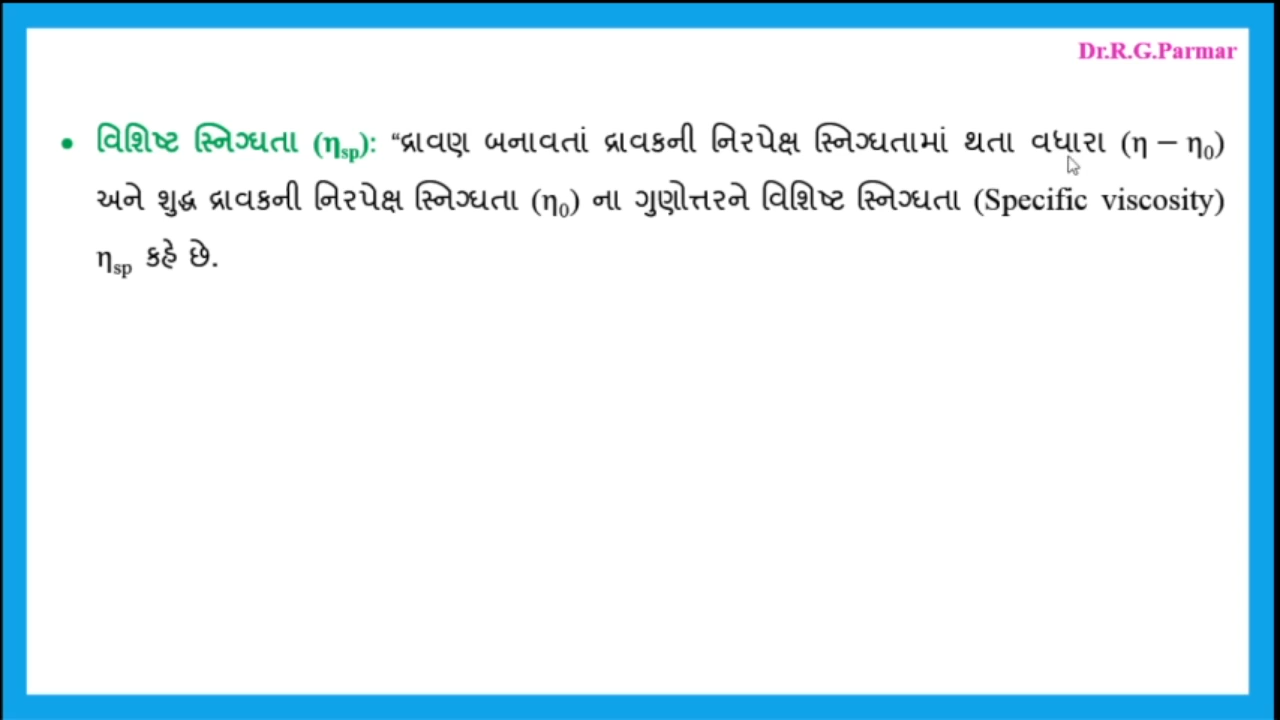 Dr.R.G.Parmar
• વિશિષ્ટ સ્નિગ્ધતા (ηsp): “દ્રાવણ બનાવતાં દ્રાવકની નિરપેક્ષ સ્નિગ્ધતામાં થતા વધારા (η − η0)
અને શુદ્ધ દ્રાવકની નિરપેક્ષ સ્નિગ્ધતા (η0) ના ગુણોત્તરને વિશિષ્ટ સ્નિગ્ધતા (Specific viscosity)
ηsp કહે છે.